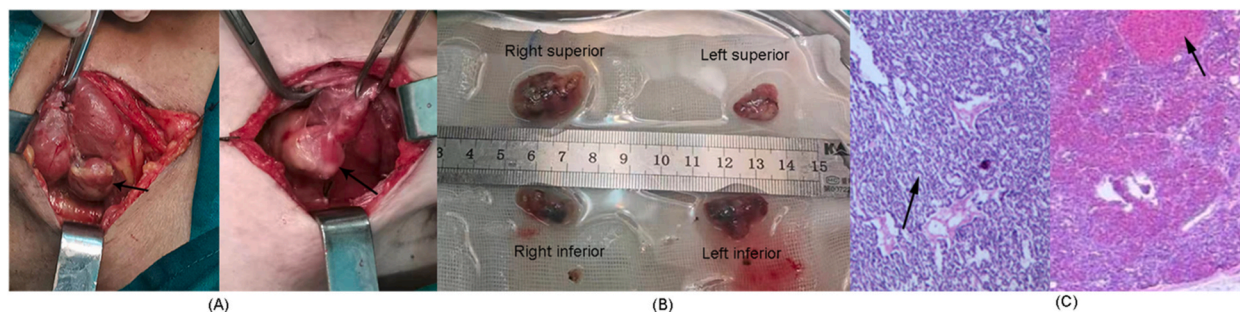 Right superior
Left superior
3 4 5 6 7 8 9 10 11 12 13 14 15
KA
Right inferior
Left inferior
(A)
(B)
(C)